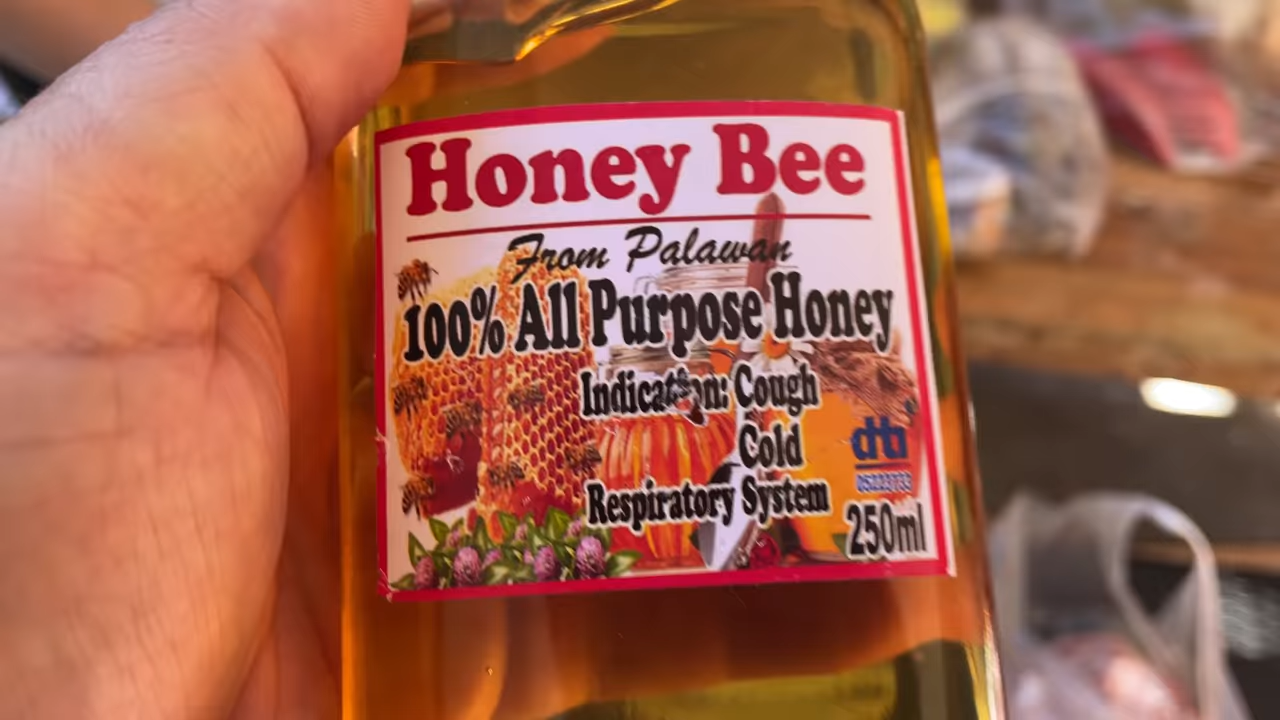 Honey Bee
From Palawan
100% All Purpose Honey
Indication: Cough
Cold
Respiratory System
dti
250ml